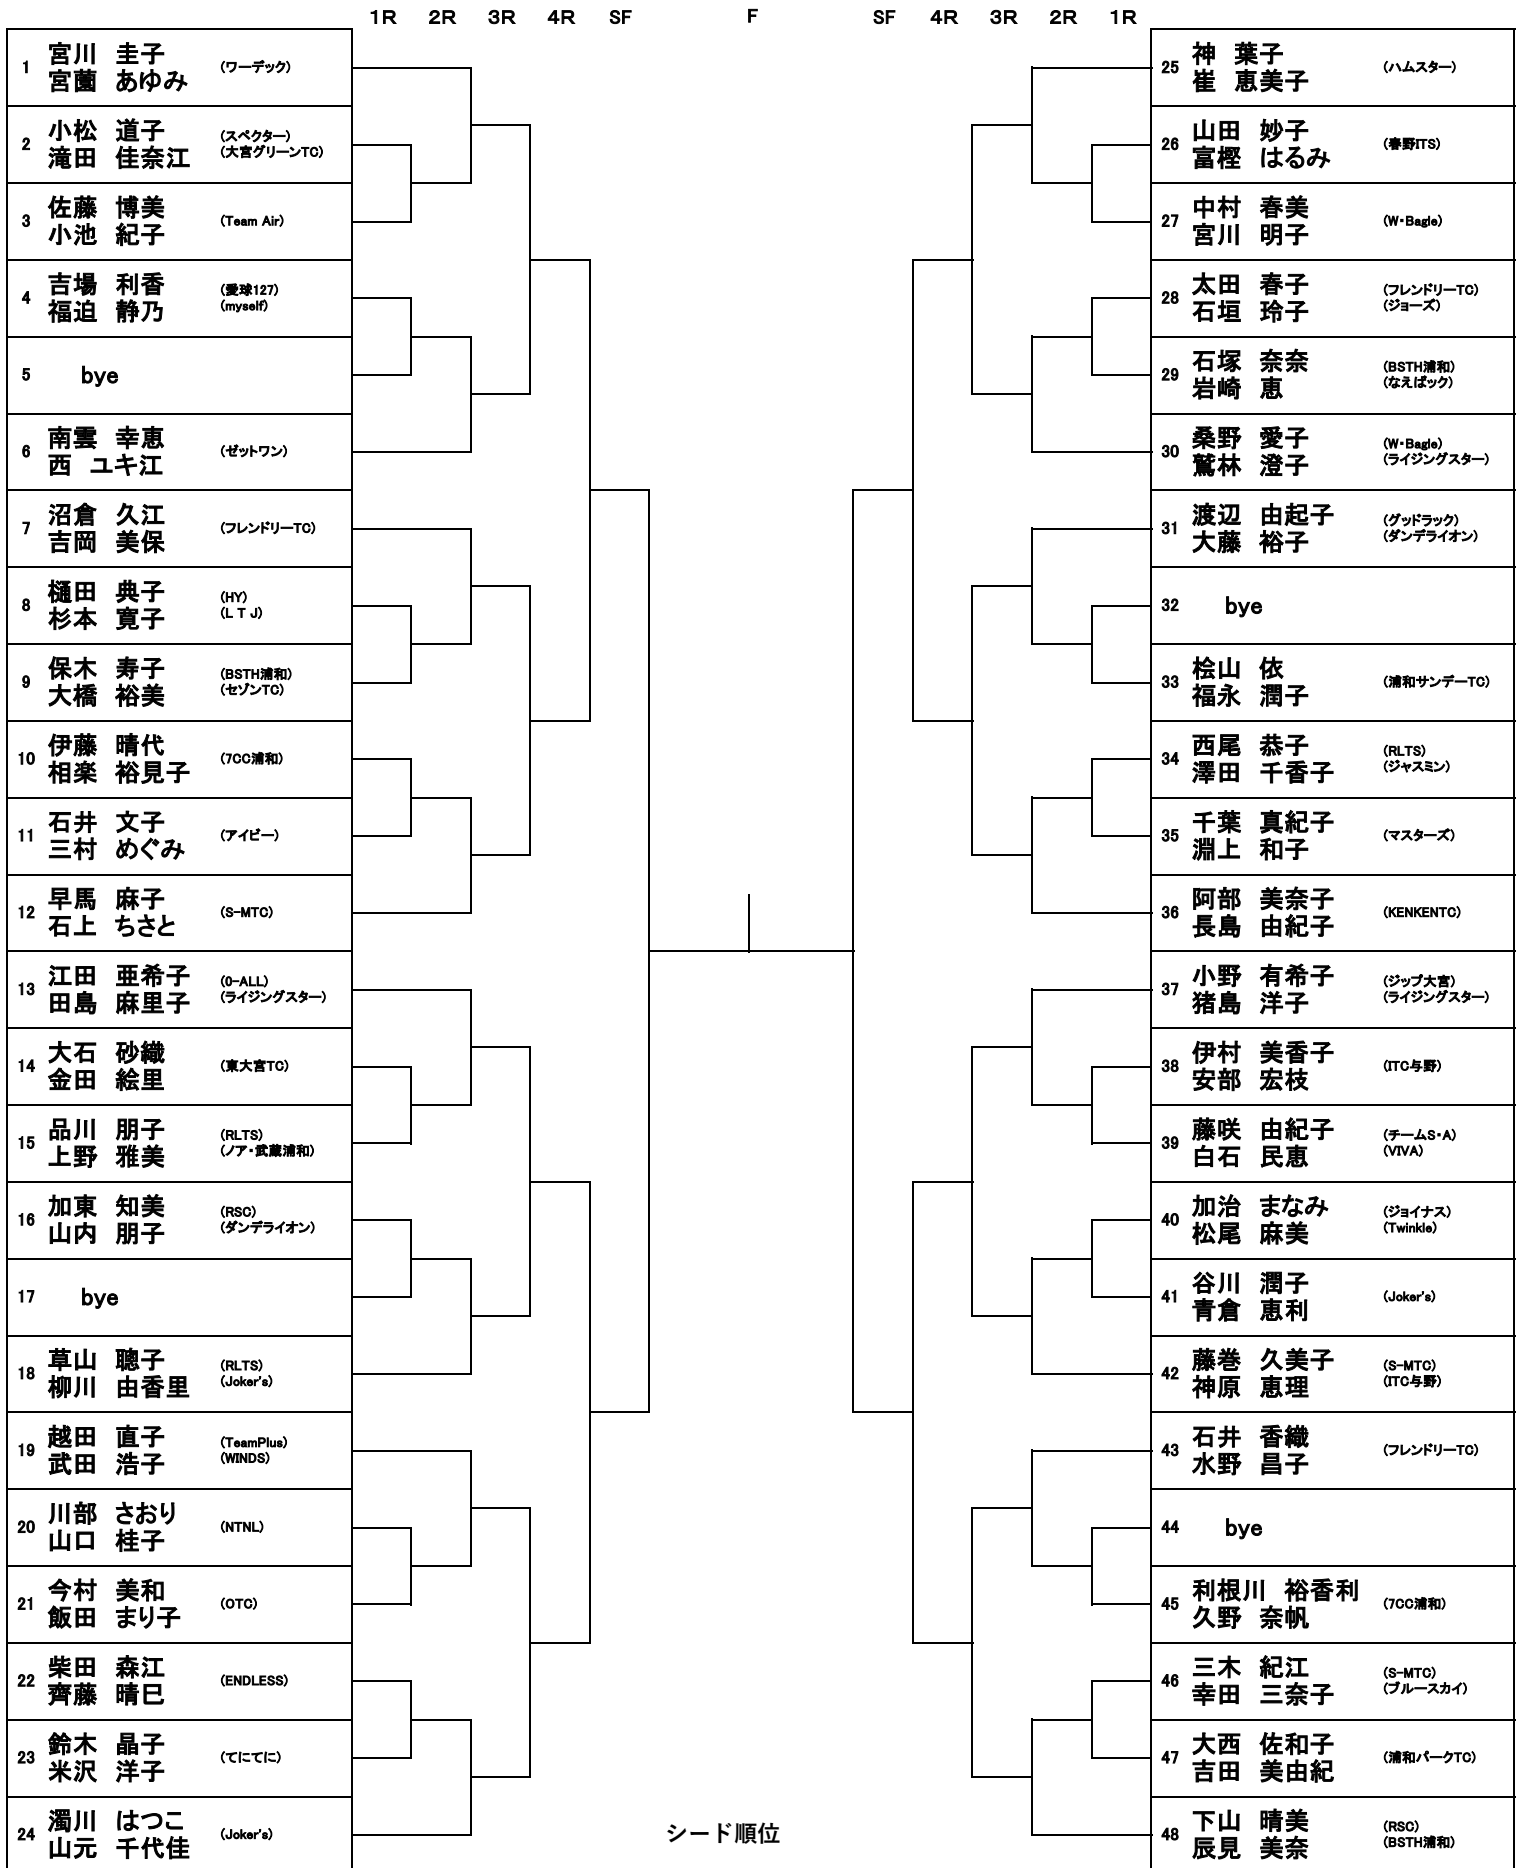 1R 2R 3R 4R SF F SF 4R 3R 2R 1R
1 宮川 圭子 (ワーデック)
宮薗 あゆみ
2 小松 道子 (スペクター)
滝田 佳奈江 (大宮グリーンTC)
3 佐藤 博美 (Team Air)
小池 紀子
4 吉場 利香 (愛球127)
福迫 静乃 (myself)
5 bye
6 南雲 幸恵 (ゼットワン)
西 ユキ江
7 沼倉 久江 (フレンドリーTC)
吉岡 美保
8 樋田 典子 (HY)
杉本 寛子 (L T J)
9 保木 寿子 (BSTH浦和)
大橋 裕美 (セゾンTC)
10 伊藤 晴代 (7CC浦和)
相楽 裕見子
11 石井 文子 (アイビー)
三村 めぐみ
12 早馬 麻子 (S-MTC)
石上 ちさと
13 江田 亜希子 (0-ALL)
田島 麻里子 (ライジングスター)
14 大石 砂織 (東大宮TC)
金田 絵里
15 品川 朋子 (RLTS)
上野 雅美 (ノア・武蔵浦和)
16 加東 知美 (RSC)
山内 朋子 (ダンデライオン)
17 bye
18 草山 聰子 (RLTS)
柳川 由香里 (Joker's)
19 越田 直子 (TeamPlus)
武田 浩子 (WINDS)
20 川部 さおり (NTNL)
山口 桂子
21 今村 美和 (OTC)
飯田 まり子
22 柴田 森江 (ENDLESS)
齊藤 晴巳
23 鈴木 晶子 (てにてに)
米沢 洋子
24 濁川 はつこ (Joker's)
山元 千代佳
25 神 葉子 (ハムスター)
崔 恵美子
26 山田 妙子 (春野ITS)
富樫 はるみ
27 中村 春美 (W・Bagle)
宮川 明子
28 太田 春子 (フレンドリーTC)
石垣 玲子 (ジョーズ)
29 石塚 奈奈 (BSTH浦和)
岩崎 恵 (なえぱック)
30 桑野 愛子 (W・Bagle)
鷲林 澄子 (ライジングスター)
31 渡辺 由起子 (グッドラック)
大藤 裕子 (ダンデライオン)
32 bye
33 桧山 依 (浦和サンデーTC)
福永 潤子
34 西尾 恭子 (RLTS)
澤田 千香子 (ジャスミン)
35 千葉 真紀子 (マスターズ)
淵上 和子
36 阿部 美奈子 (KENKENTC)
長島 由紀子
37 小野 有希子 (ジップ大宮)
猪島 洋子 (ライジングスター)
38 伊村 美香子 (ITC与野)
安部 宏枝
39 藤咲 由紀子 (チームS・A)
白石 民恵 (VIVA)
40 加治 まなみ (ジョイナス)
松尾 麻美 (Twinkle)
41 谷川 潤子 (Joker's)
青倉 恵利
42 藤巻 久美子 (S-MTC)
神原 恵理 (ITC与野)
43 石井 香織 (フレンドリーTC)
水野 昌子
44 bye
45 利根川 裕香利 (7CC浦和)
久野 奈帆
46 三木 紀江 (S-MTC)
幸田 三奈子 (ブルースカイ)
47 大西 佐和子 (浦和パークTC)
吉田 美由紀
48 下山 晴美 (RSC)
辰見 美奈 (BSTH浦和)
シード順位